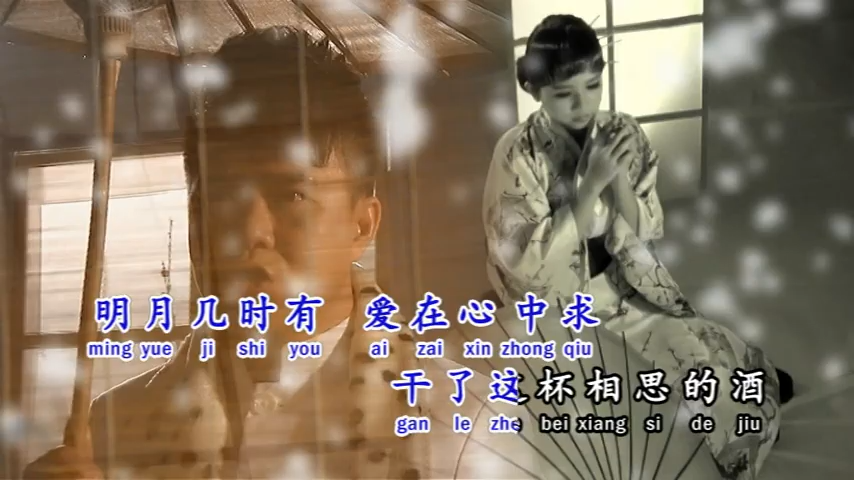 明月几时有 爱在心中求
ming yue ji shi you ai zai xin zhong qiu
干了这杯相思的酒
gan le zhe bei xiang si de jiu